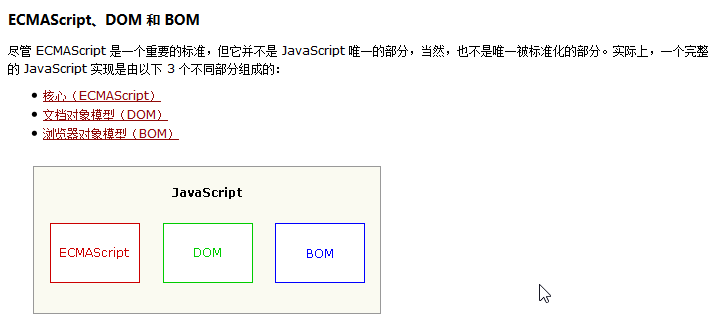 ECMAScript、DOM 和 BOM
尽管 ECMAScript 是一个重要的标准，但它并不是 JavaScript 唯一的部分，当然，也不是唯一被标准化的部分。实际上，一个完整
的 JavaScript 实现是由以下 3 个不同部分组成的：
• 核心（ECMAScript）
• 文档对象模型（DOM）
• 浏览器对象模型（BOM）
JavaScript
ECMAScript DOM BOM